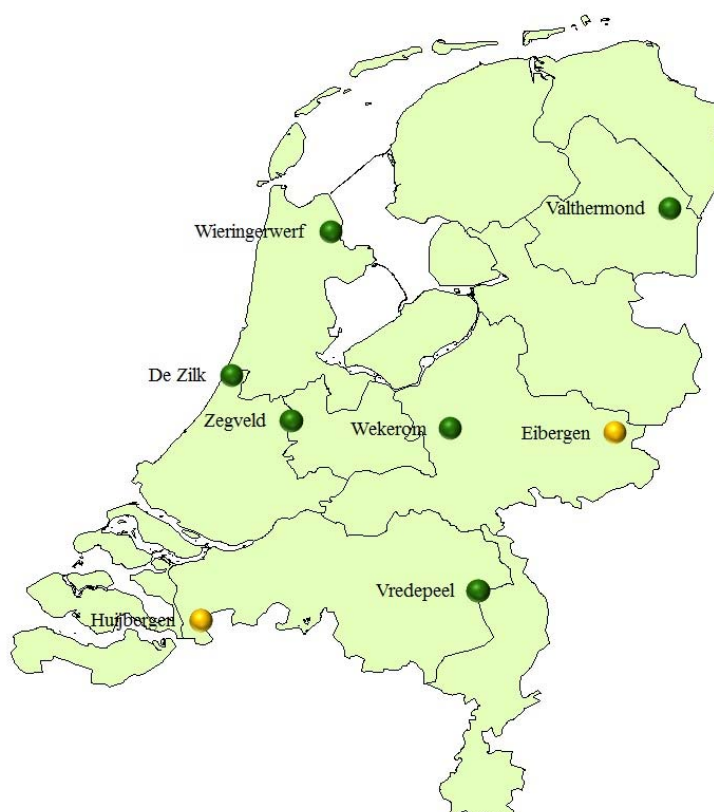 Valthermond
Wieringerwerf
De Zilk
Zegveld
Wekerom
Eibergen
Vredepeel
Huijbergen